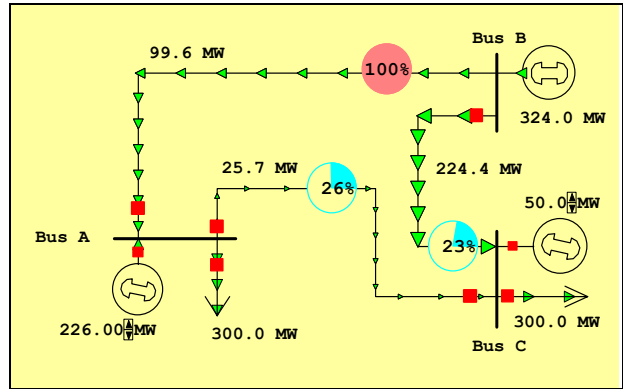 Bus B
99.6 MW
100%
324.0 MW
25.7 MW
224.4 MW
26%
50.0 MW
Bus A
23%
226.00 MW
300.0 MW
300.0 MW
Bus C